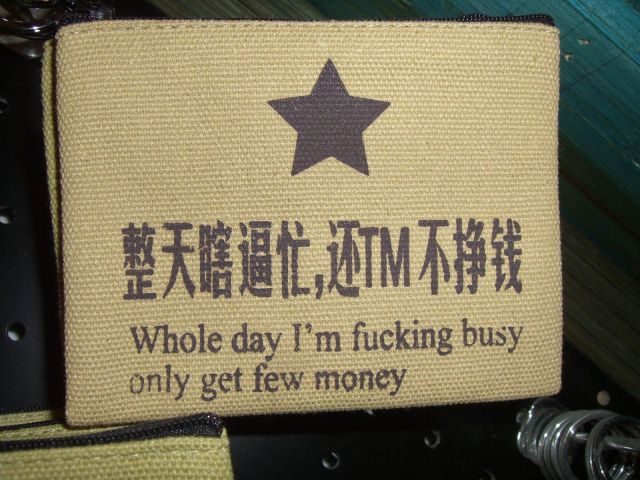 整天瞎逼忙,还TM不挣钱
Whole day I'm fucking busy
only get few money